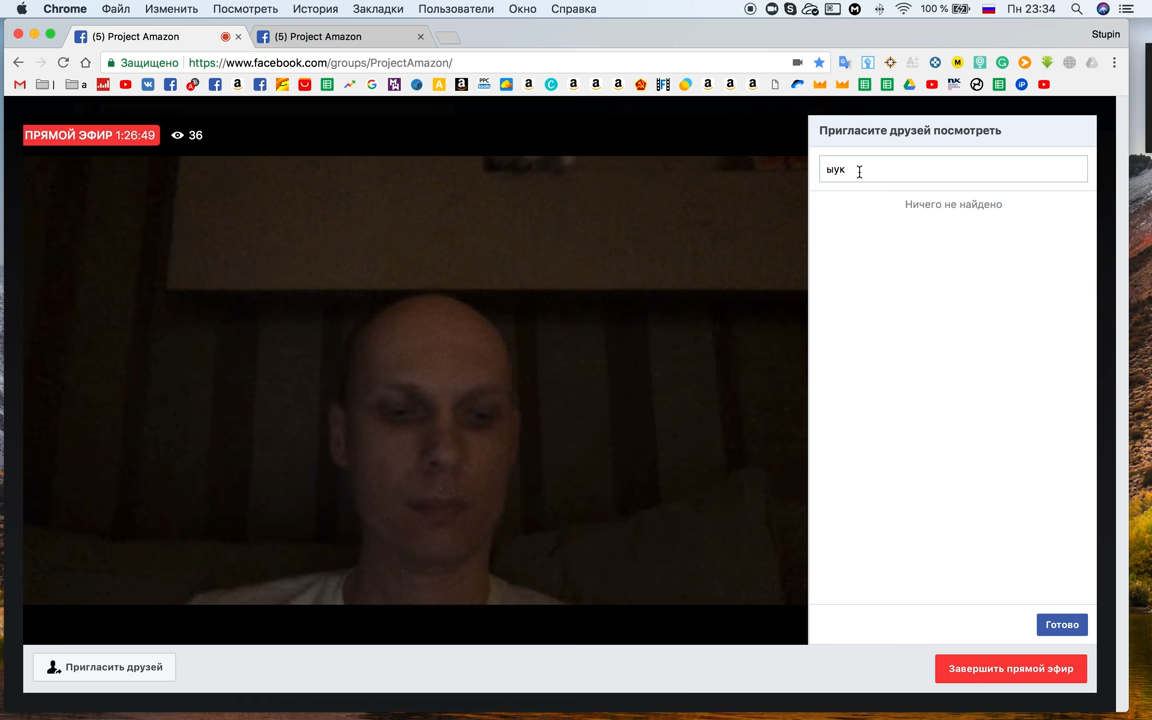 Chrome Файл Изменить Посмотреть История Закладки Пользователи Окно Справка
100 % Пн 23:34
(5) Project Amazon
(5) Project Amazon
Stupin
Защищено https://www.facebook.com/groups/ProjectAmazon/
ПРЯМОЙ ЭФИР 1:26:49 36
Пригласите друзей посмотреть
ыук
Ничего не найдено
Готово
Пригласить друзей
Завершить прямой эфир